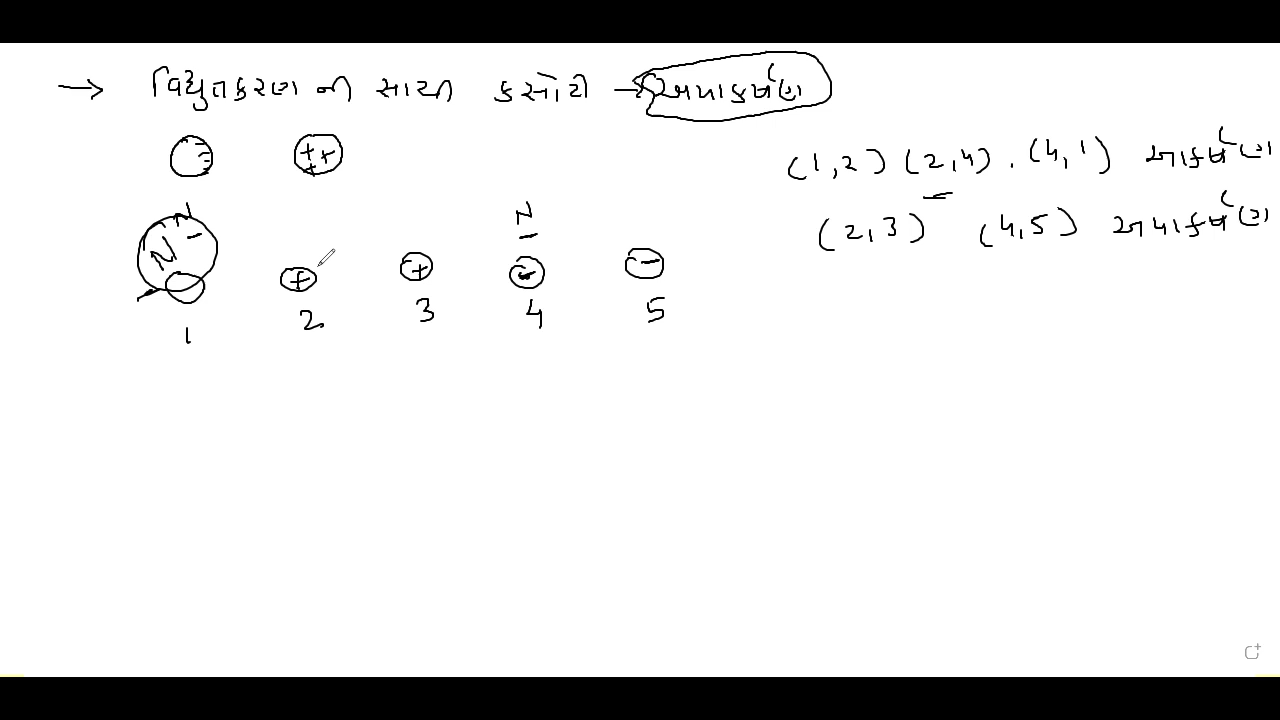 → વિદ્યુતકરણ ની સાચી કસોટી → અપાકર્ષણ
+ + +
(1,2) (2,4) . (4,1) આકર્ષણ
(2,3) (4,5) અપાકર્ષણ
N N N
+ + - -
1 2 3 4 5